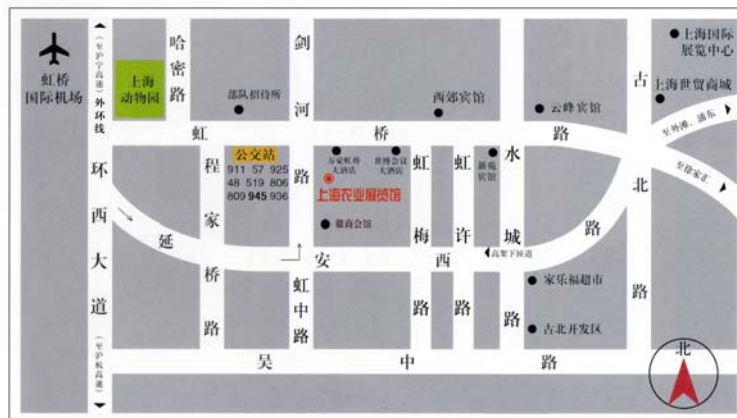 虹桥
国际机场
(至沪宁高速)
外环线
环西大道
(至沪杭高速)
上海
动物园
哈密路
部队招待所
剑河路
西郊宾馆
云峰宾馆
古北路
上海国际
展览中心
上海世贸商城
至外滩、浦东
至徐家汇
虹桥路
程家桥路
公交站
911 57 925
48 519 806
809 945 936
万豪虹桥
大酒店
世博会议
大酒店
上海农业展览馆
徽商会馆
虹梅路
虹许路
新苑
宾馆
水城路
延安西路
高架下匝道
虹中路
家乐福超市
古北开发区
吴中路
北